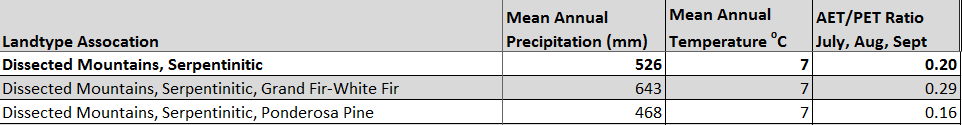 Mean Annual Mean Annual AET/PET Ratio
Landtype Assocation Precipitation (mm) Temperature ⁰C July, Aug, Sept
Dissected Mountains, Serpentinitic 526 7 0.20
Dissected Mountains, Serpentinitic, Grand Fir-White Fir 643 7 0.29
Dissected Mountains, Serpentinitic, Ponderosa Pine 468 7 0.16